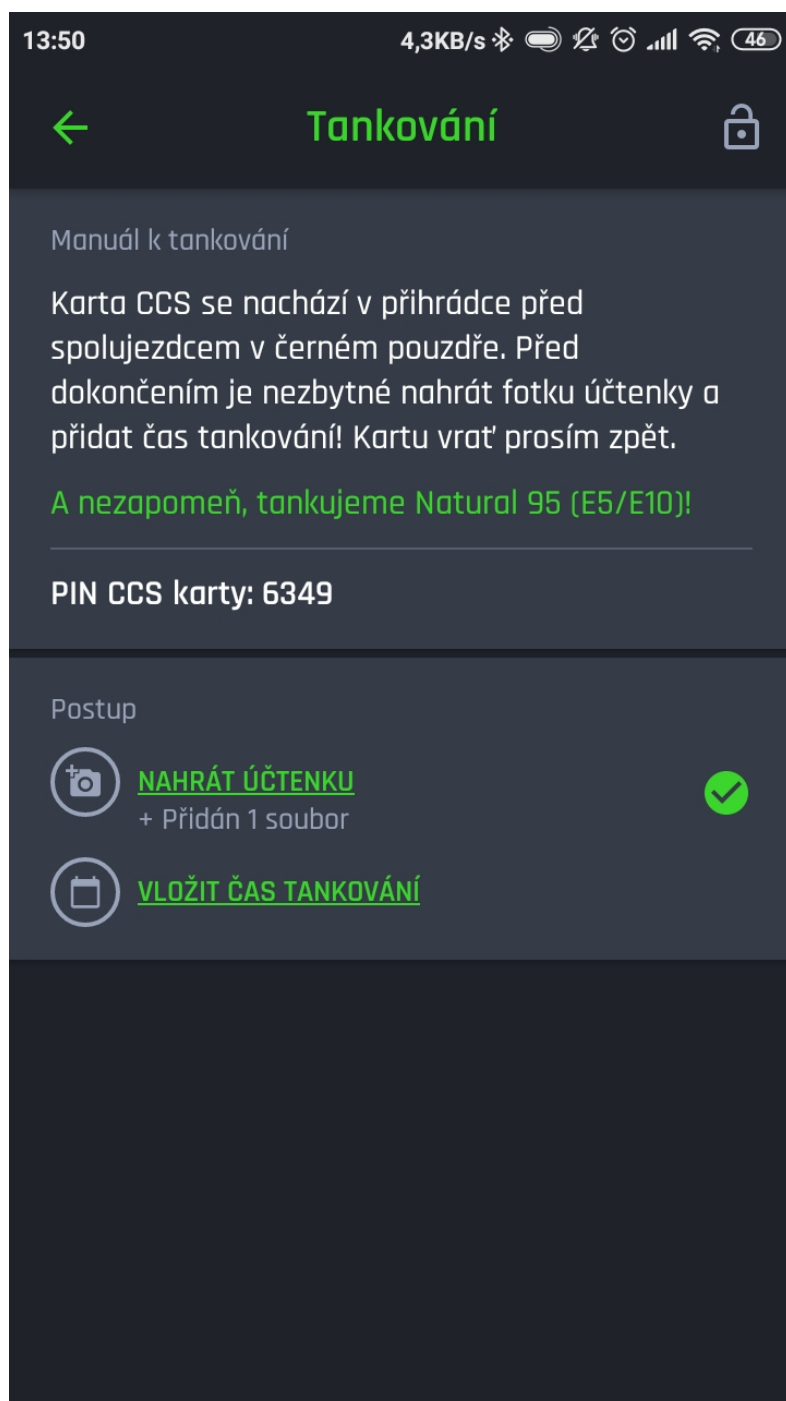 13:50 4,3KB/s 46
Tankování
Manuál k tankování
Karta CCS se nachází v přihrádce před
spolujezdcem v černém pouzdře. Před
dokončením je nezbytné nahrát fotku účtenky a
přidat čas tankování! Kartu vrať prosím zpět.
A nezapomeň, tankujeme Natural 95 (E5/E10)!
PIN CCS karty: 6349
Postup
NAHRÁT ÚČTENKU
+ Přidán 1 soubor
VLOŽIT ČAS TANKOVÁNÍ